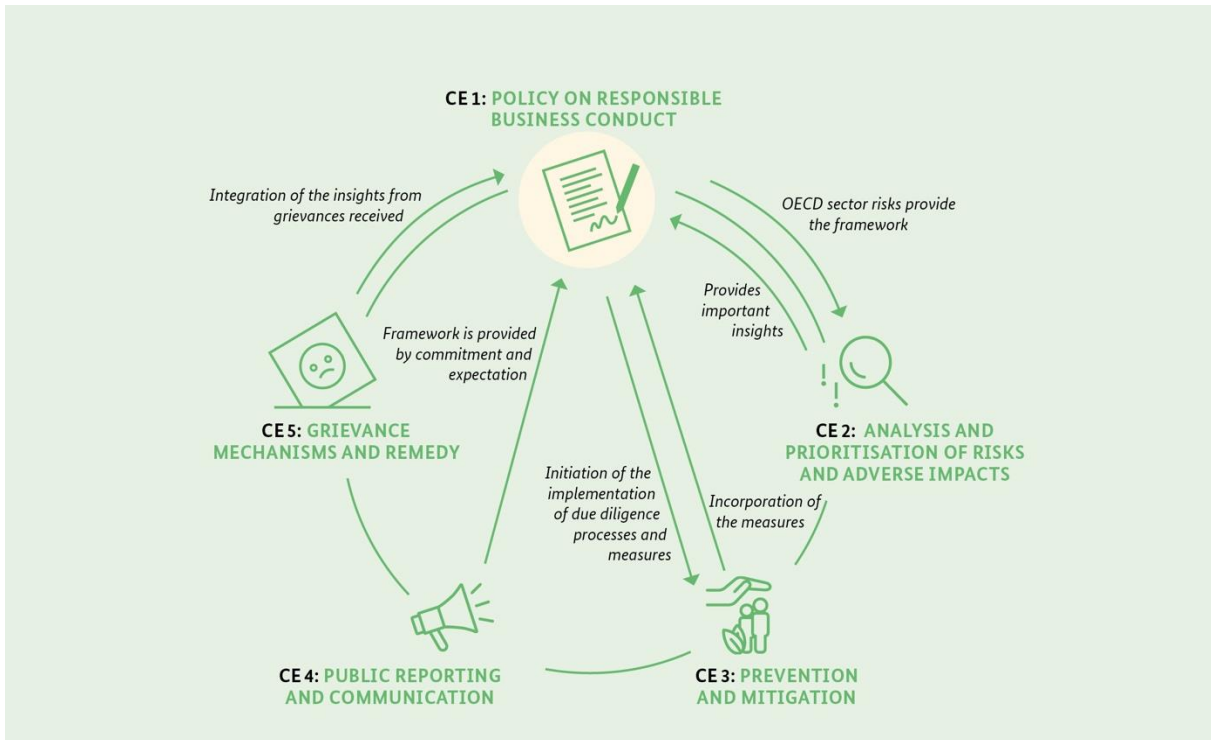 CE 1: POLICY ON RESPONSIBLE
BUSINESS CONDUCT
Integration of the insights from
grievances received
OECD sector risks provide
the framework
Provides
important
insights
Framework is provided
by commitment and
expectation
CE 5: GRIEVANCE
MECHANISMS AND REMEDY
CE 2: ANALYSIS AND
PRIORITISATION OF RISKS
AND ADVERSE IMPACTS
Initiation of the
implementation
of due diligence
processes and
measures
Incorporation of
the measures
CE 4: PUBLIC REPORTING
AND COMMUNICATION
CE 3: PREVENTION
AND MITIGATION